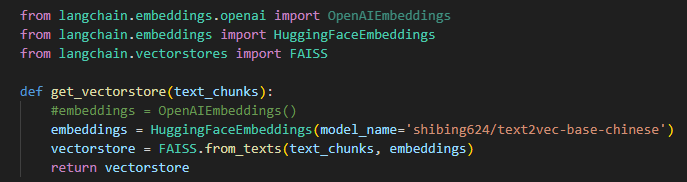 from langchain.embeddings.openai import OpenAIEmbeddings
from langchain.embeddings import HuggingFaceEmbeddings
from langchain.vectorstores import FAISS

def get_vectorstore(text_chunks):
    #embeddings = OpenAIEmbeddings()
    embeddings = HuggingFaceEmbeddings(model_name='shibing624/text2vec-base-chinese')
    vectorstore = FAISS.from_texts(text_chunks, embeddings)
    return vectorstore